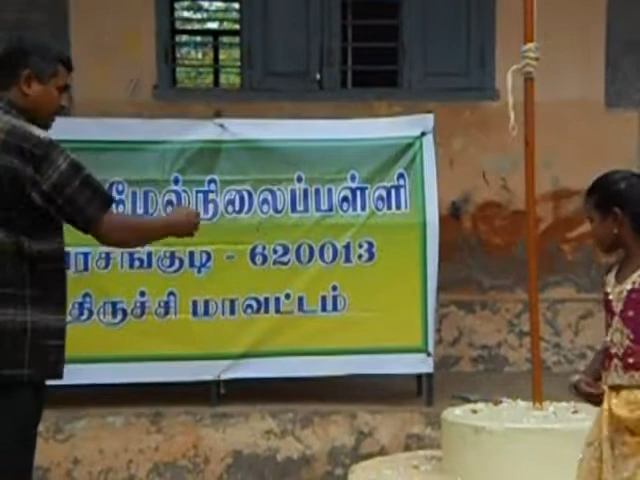 மேல்நிலைப்பள்ளி
ரசங்குடி - 620013
திருச்சி மாவட்டம்